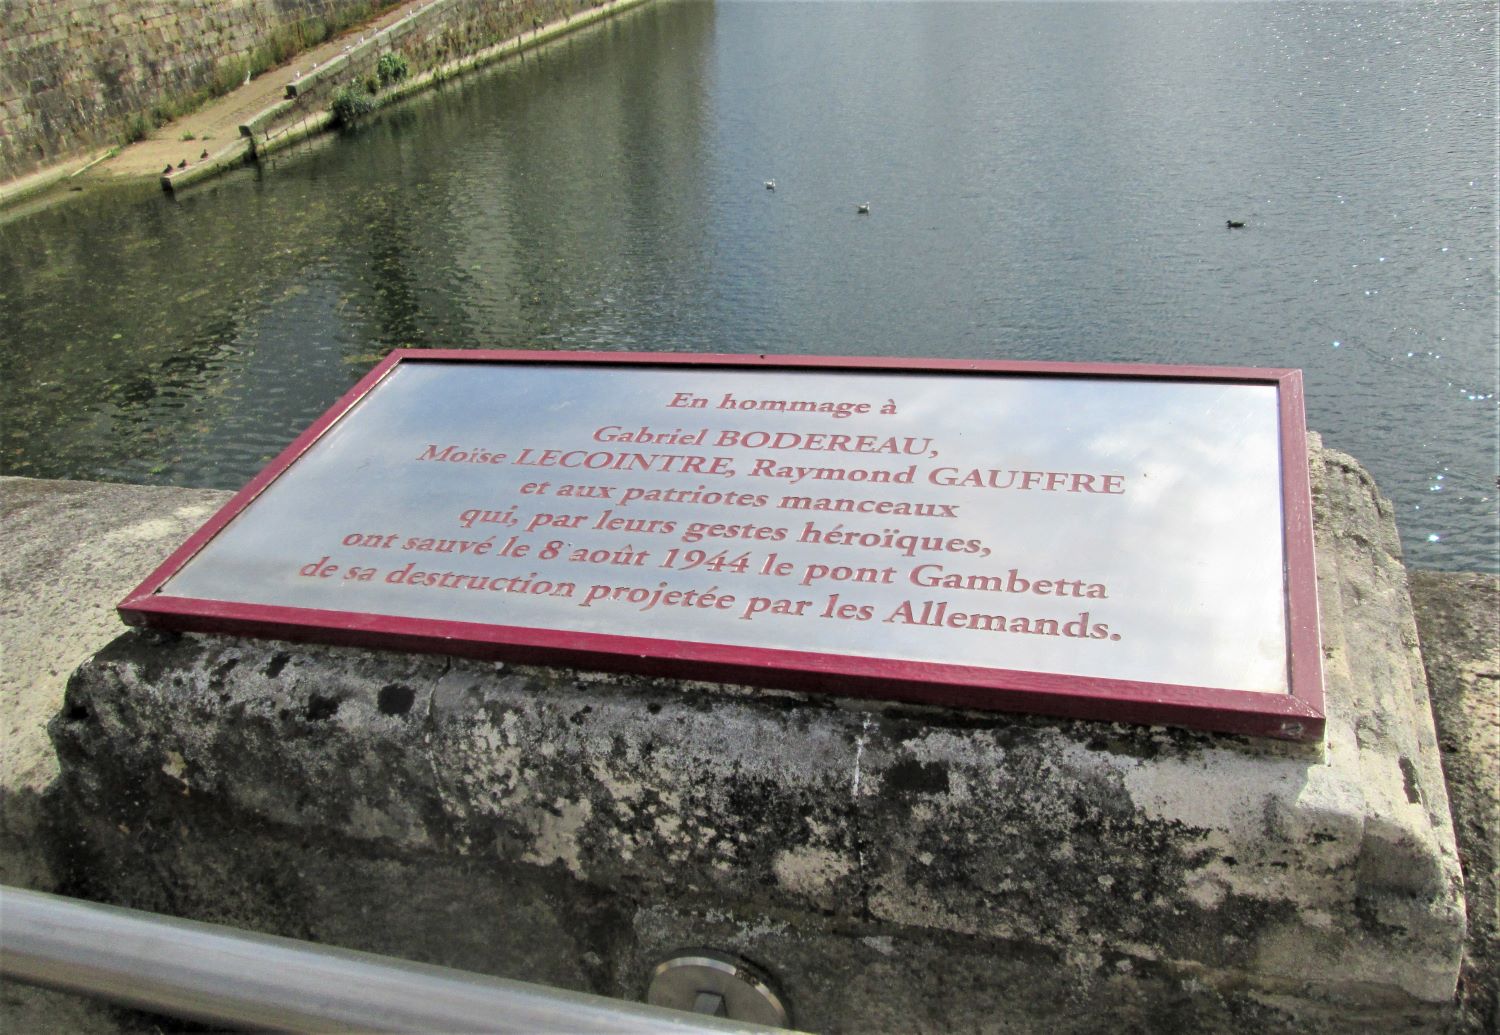 En hommage à
Gabriel BODEREAU,
Moïse LECOINTRE, Raymond GAUFFRE
et aux patriotes manceaux
qui, par leurs gestes héroïques,
ont sauvé le 8 août 1944 le pont Gambetta
de sa destruction projetée par les Allemands.